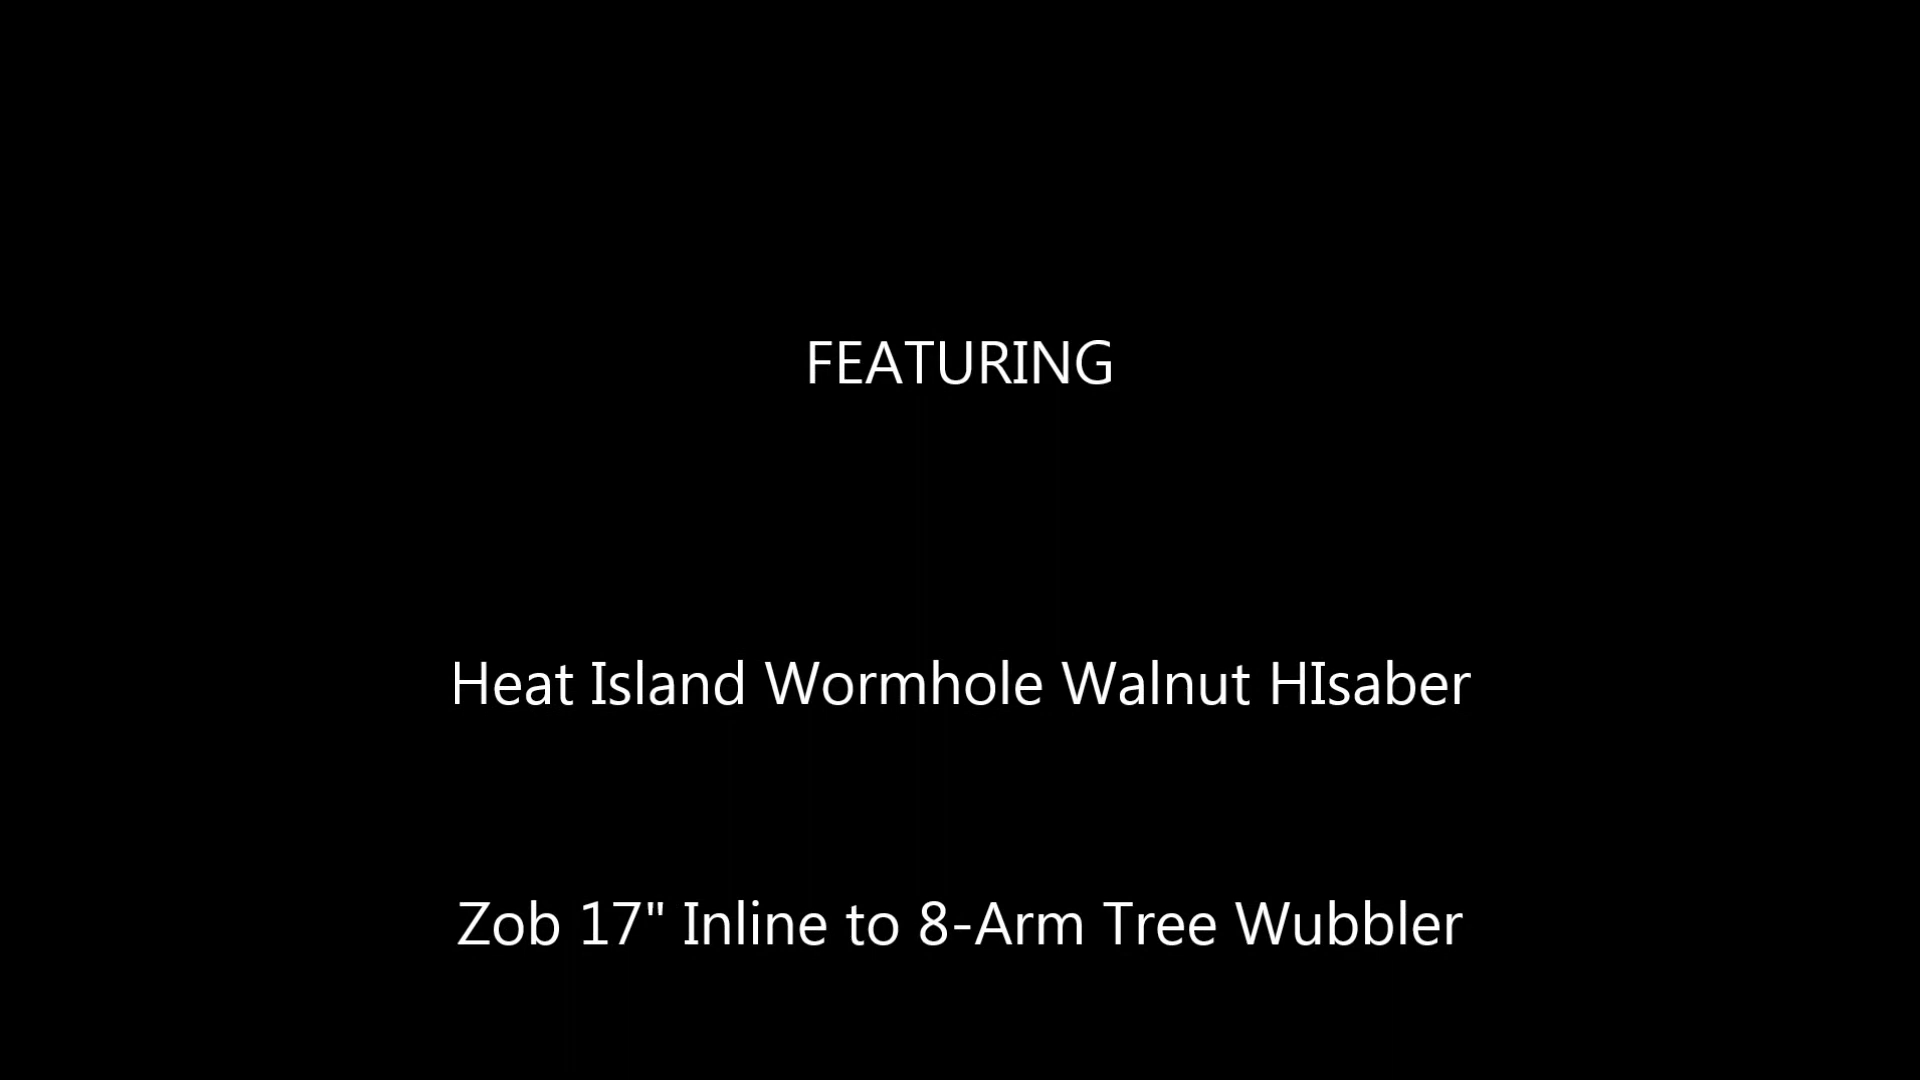 FEATURING
Heat Island Wormhole Walnut HIsaber
Zob 17" Inline to 8-Arm Tree Wubbler